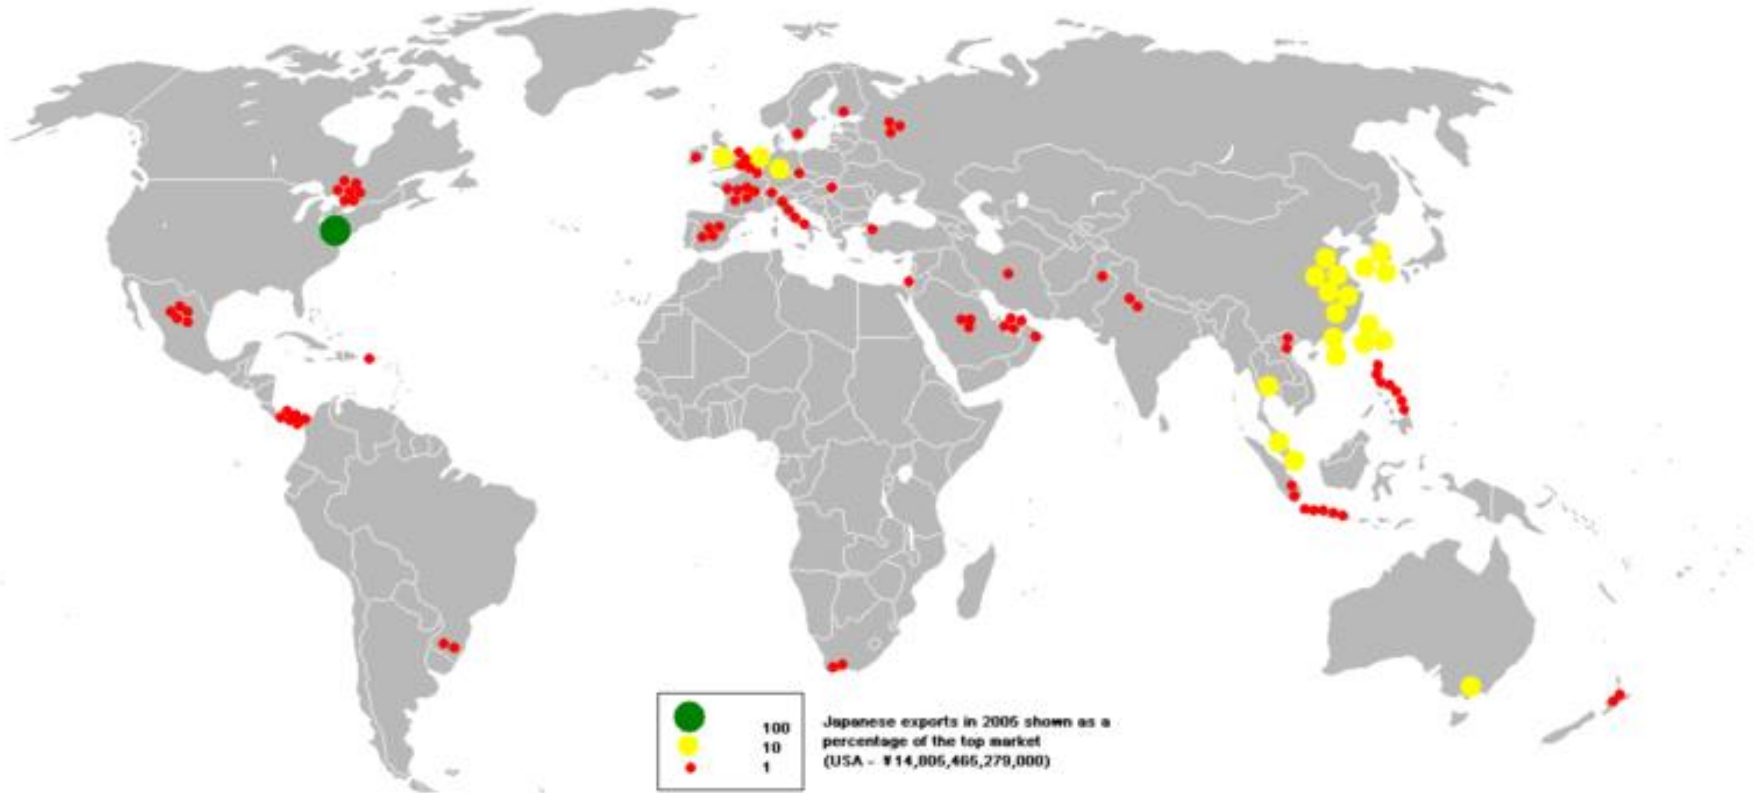 100
10
1
Japanese exports in 2005 shown as a
percentage of the top market
(USA - ¥14,805,465,279,000)